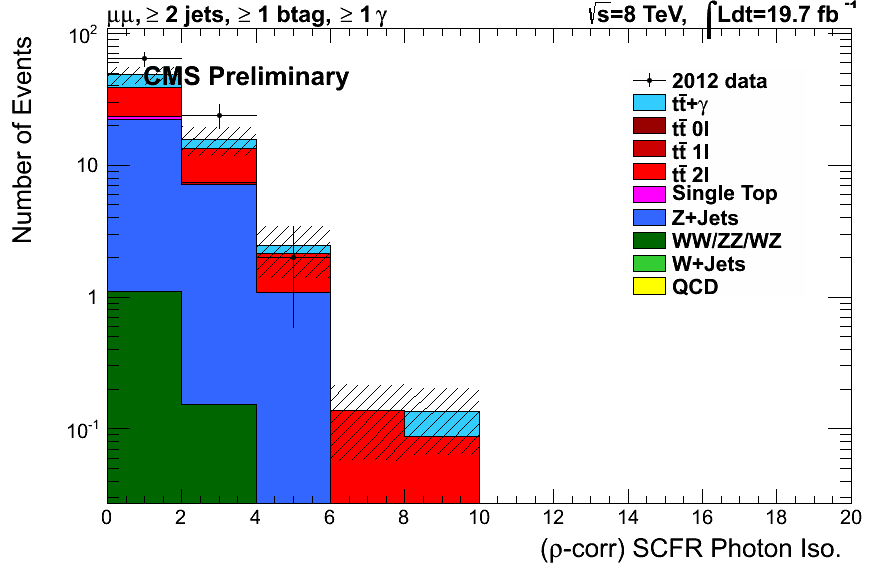 μμ, ≥ 2 jets, ≥ 1 btag, ≥ 1 γ
√s=8 TeV, ∫Ldt=19.7 fb⁻¹
CMS Preliminary
Number of Events
10²
10
1
10⁻¹
2012 data
tt̄+γ
tt̄ 0l
tt̄ 1l
tt̄ 2l
Single Top
Z+Jets
WW/ZZ/WZ
W+Jets
QCD
0 2 4 6 8 10 12 14 16 18 20
(ρ-corr) SCFR Photon Iso.